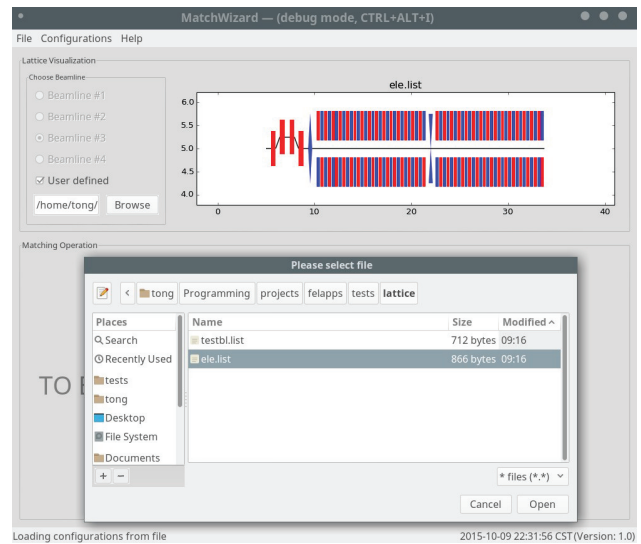 MatchWizard — (debug mode, CTRL+ALT+I)
File Configurations Help
Lattice Visualization
Choose Beamline
Beamline #1
Beamline #2
Beamline #3
Beamline #4
User defined
/home/tong/ Browse
ele.list
6.0
5.5
5.0
4.5
4.0
0 10 20 30 40
Matching Operation
TO
Please select file
< tong Programming projects felapps tests lattice
Places Name Size Modified
Search testbl.list 712 bytes 09:16
Recently Used ele.list 866 bytes 09:16
tests
tong
Desktop
File System
Documents
+ −
* files (*.*)
Cancel Open
Loading configurations from file 2015-10-09 22:31:56 CST (Version: 1.0)